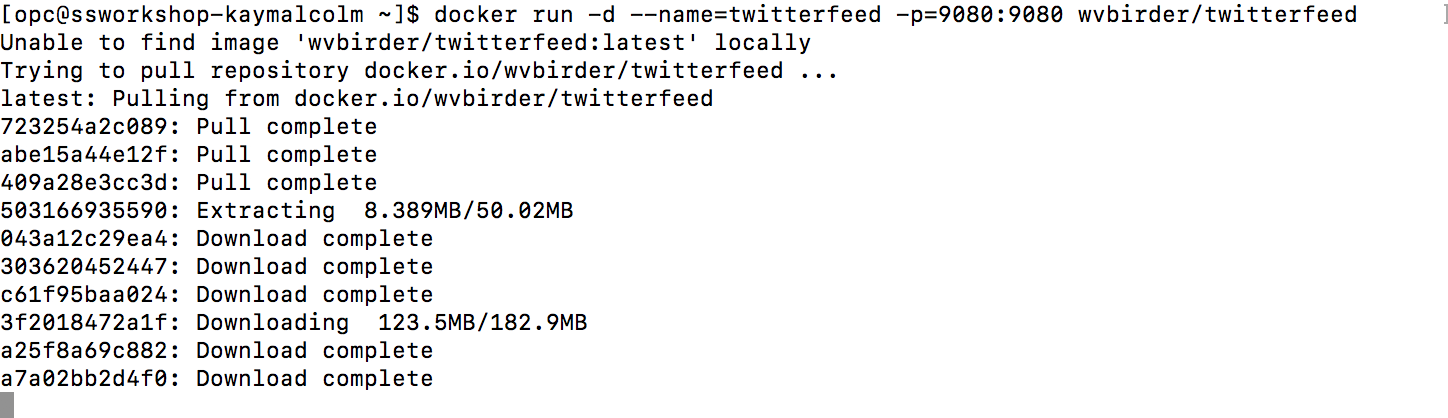 [opc@ssworkshop-kaymalcolm ~]$ docker run -d --name=twitterfeed -p=9080:9080 wvbirder/twitterfeed ]
Unable to find image 'wvbirder/twitterfeed:latest' locally
Trying to pull repository docker.io/wvbirder/twitterfeed ...
latest: Pulling from docker.io/wvbirder/twitterfeed
723254a2c089: Pull complete
abe15a44e12f: Pull complete
409a28e3cc3d: Pull complete
503166935590: Extracting  8.389MB/50.02MB
043a12c29ea4: Download complete
303620452447: Download complete
c61f95baa024: Download complete
3f2018472a1f: Downloading  123.5MB/182.9MB
a25f8a69c882: Download complete
a7a02bb2d4f0: Download complete